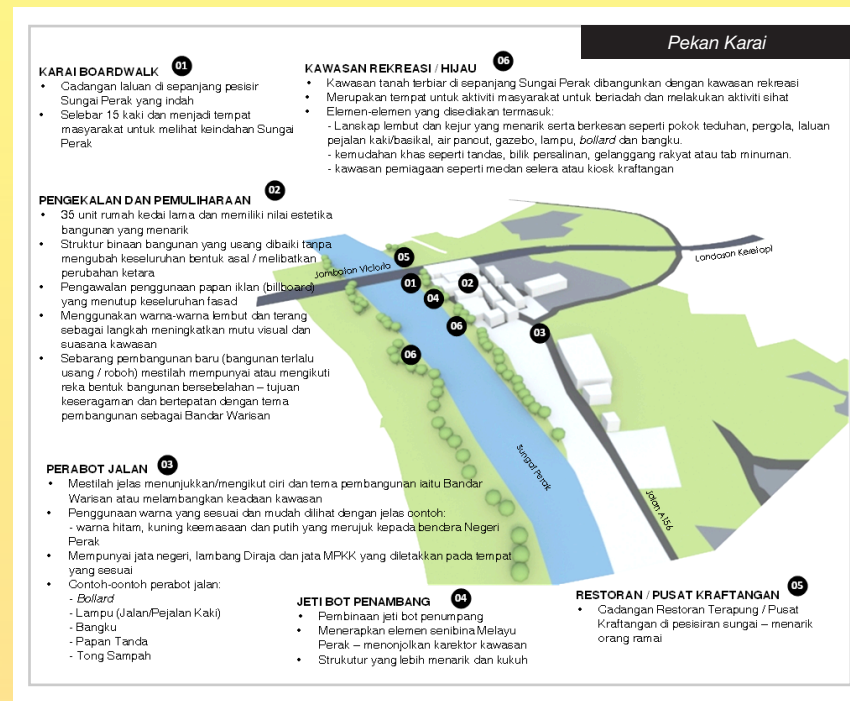 Pekan Karai
KARAI BOARDWALK 01
• Cadangan laluan di sepanjang pesisir
Sungai Perak yang indah
• Selebar 15 kaki dan menjadi tempat
masyarakat untuk melihat keindahan Sungai
Perak
KAWASAN REKREASI / HIJAU 06
• Kawasan tanah terbiar di sepanjang Sungai Perak dibangunkan dengan kawasan rekreasi
• Merupakan tempat untuk aktiviti masyarakat untuk beriadah dan melakukan aktiviti sihat
• Elemen-elemen yang disediakan termasuk:
- Lanskap lembut dan kejur yang menarik serta berkesan seperti pokok teduhan, pergola, laluan
pejalan kaki/basikal, air pancut, gazebo, lampu, bollard dan bangku.
- kemudahan khas seperti tandas, bilik persalinan, gelanggang rakyat atau tab minuman.
- kawasan perniagaan seperti medan selera atau kiosk kraftangan
PENGEKALAN DAN PEMULIHARAAN 02
• 35 unit rumah kedai lama dan memiliki nilai estetika
bangunan yang menarik
• Struktur binaan bangunan yang usang dibaiki tanpa
mengubah keseluruhan bentuk asal / melibatkan
perubahan ketara
• Pengawalan penggunaan papan iklan (billboard)
yang menutup keseluruhan fasad
• Menggunakan warna-warna lembut dan terang
sebagai langkah meningkatkan mutu visual dan
suasana kawasan
• Sebarang pembangunan baru (bangunan terlalu
usang / roboh) mestilah mempunyai atau mengikuti
reka bentuk bangunan bersebelahan – tujuan
keseragaman dan bertepatan dengan tema
pembangunan sebagai Bandar Warisan
Jambatan Victoria
Landasan Keretapi
05
01
02
04
06
03
06
Sungai Perak
Jalan A156
PERABOT JALAN 03
• Mestilah jelas menunjukkan/mengikut ciri dan tema pembangunan iaitu Bandar
Warisan atau melambangkan keadaan kawasan
• Penggunaan warna yang sesuai dan mudah dilihat dengan jelas contoh:
- warna hitam, kuning keemasan dan putih yang merujuk kepada bendera Negeri
Perak
• Mempunyai jata negeri, lambang Diraja dan jata MPKK yang diletakkan pada tempat
yang sesuai
• Contoh-contoh perabot jalan:
- Bollard
- Lampu (Jalan/Pejalan Kaki)
- Bangku
- Papan Tanda
- Tong Sampah
JETI BOT PENAMBANG 04
• Pembinaan jeti bot penumpang
• Menerapkan elemen senibina Melayu
Perak – menonjolkan karektor kawasan
• Strukutur yang lebih menarik dan kukuh
RESTORAN / PUSAT KRAFTANGAN 05
• Cadangan Restoran Terapung / Pusat
Kraftangan di pesisiran sungai – menarik
orang ramai